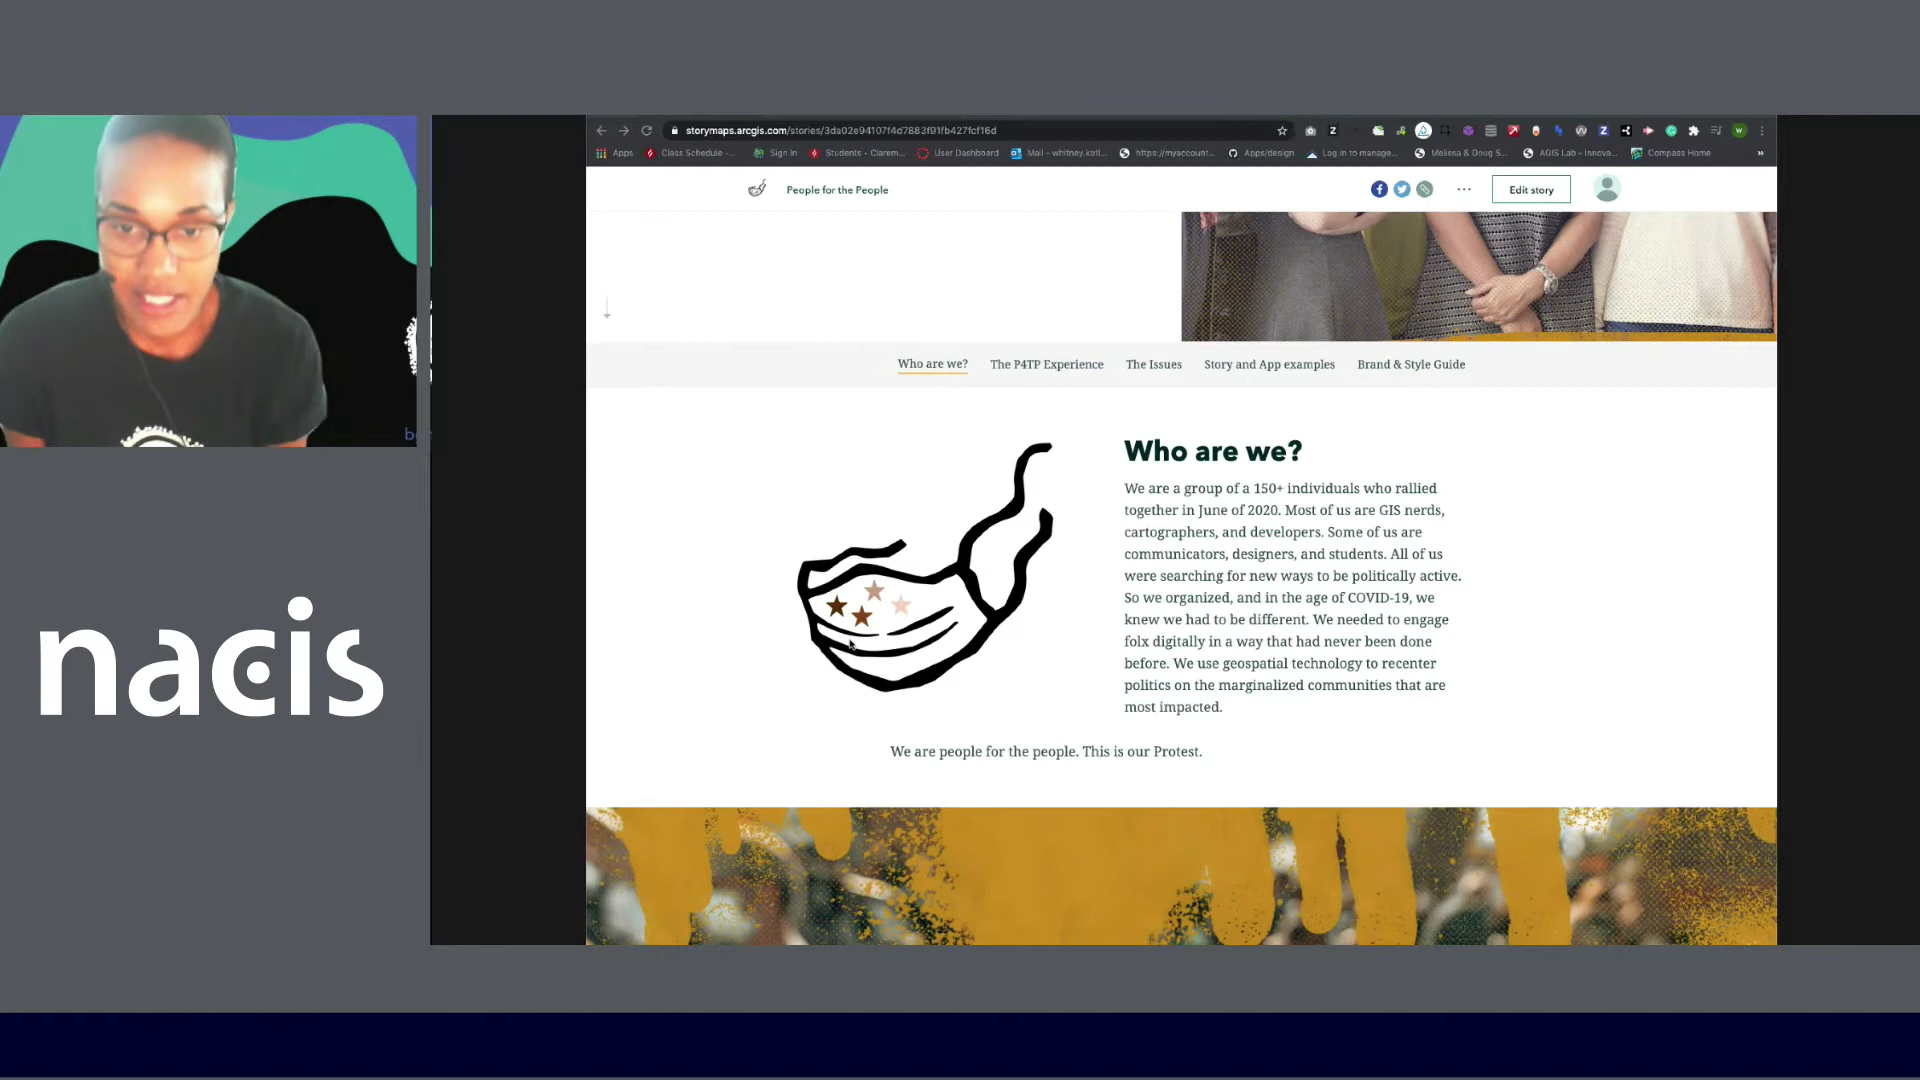 storymaps.arcgis.com/stories/3da02e94107f4d7883f91fb427fcf16d
Apps
Class Schedule -...
Sign In
Students - Clarem...
User Dashboard
Mail - whitney.kotl...
https://myaccount...
Apps/design
Log in to manage...
Melissa & Doug S...
AGIS Lab - Innova...
Compass Home
»
People for the People
Edit story
Who are we?
The P4TP Experience
The Issues
Story and App examples
Brand & Style Guide
Who are we?
We are a group of a 150+ individuals who rallied
together in June of 2020. Most of us are GIS nerds,
cartographers, and developers. Some of us are
communicators, designers, and students. All of us
were searching for new ways to be politically active.
So we organized, and in the age of COVID-19, we
knew we had to be different. We needed to engage
folx digitally in a way that had never been done
before. We use geospatial technology to recenter
politics on the marginalized communities that are
most impacted.
We are people for the people. This is our Protest.
nacis